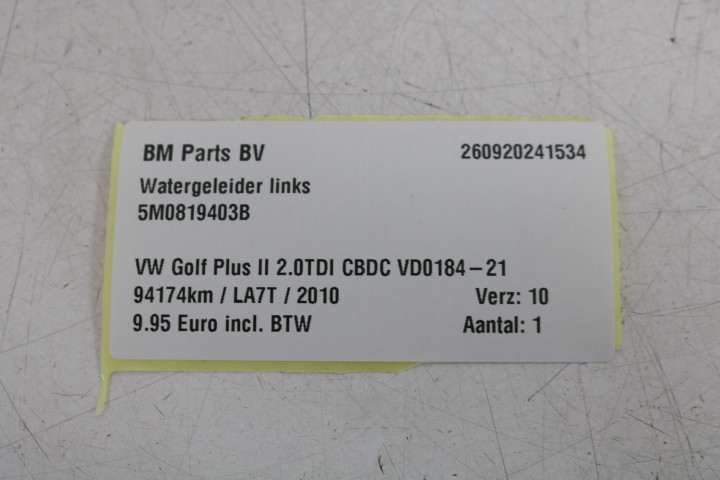 BM Parts BV 260920241534
Watergeleider links
5M0819403B
VW Golf Plus II 2.0TDI CBDC VD0184-21
94174km / LA7T / 2010 Verz: 10
9.95 Euro incl. BTW Aantal: 1